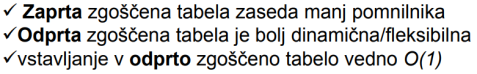 ✓ Zaprta zgoščena tabela zaseda manj pomnilnika
✓Odprta zgoščena tabela je bolj dinamična/fleksibilna
✓vstavljanje v odprto zgoščeno tabelo vedno O(1)